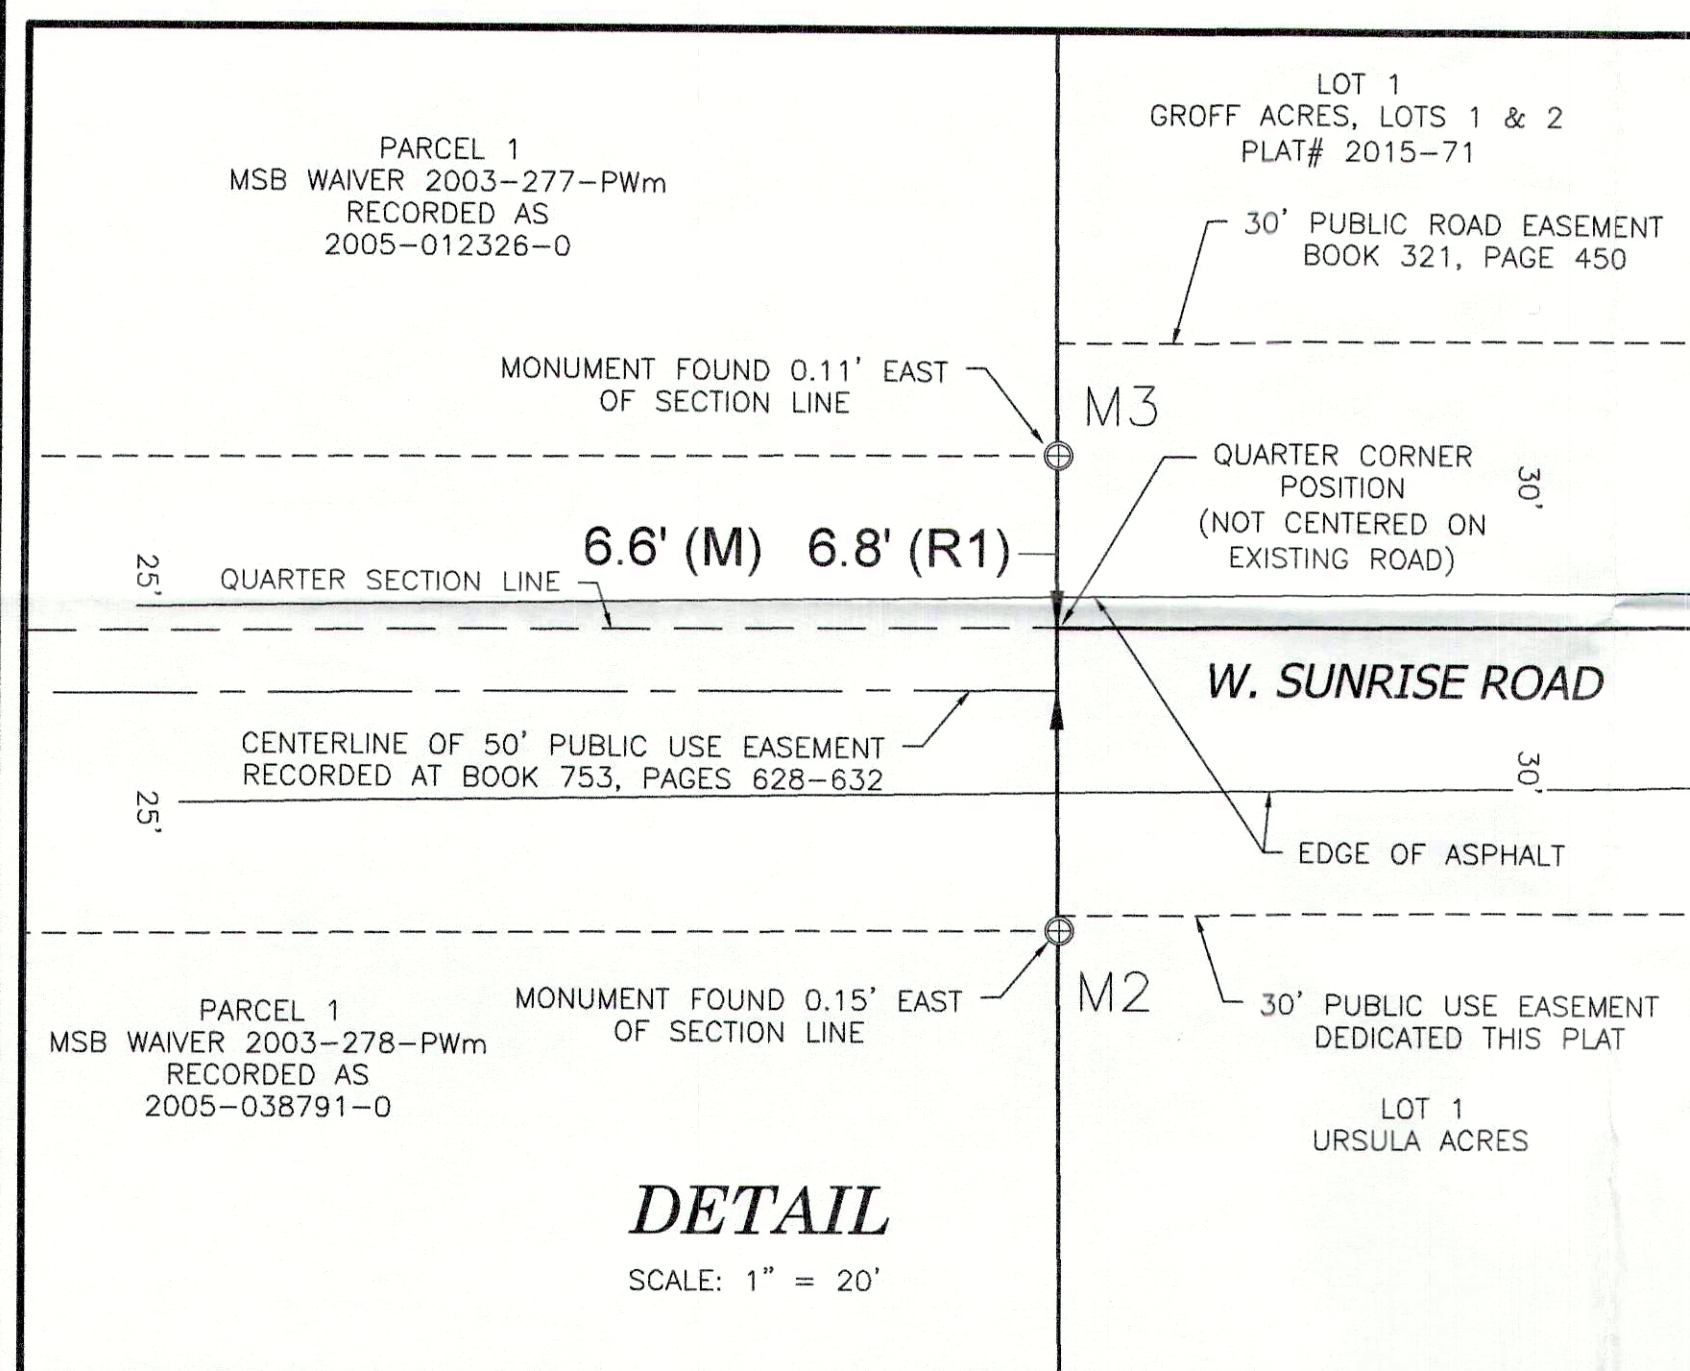 PARCEL 1
MSB WAIVER 2003-277-PWm
RECORDED AS
2005-012326-0
LOT 1
GROFF ACRES, LOTS 1 & 2
PLAT# 2015-71
30' PUBLIC ROAD EASEMENT
BOOK 321, PAGE 450
MONUMENT FOUND 0.11' EAST
OF SECTION LINE
M3
QUARTER CORNER
POSITION
(NOT CENTERED ON
EXISTING ROAD)
30'
6.6' (M) 6.8' (R1)
25'
QUARTER SECTION LINE
W. SUNRISE ROAD
CENTERLINE OF 50' PUBLIC USE EASEMENT
RECORDED AT BOOK 753, PAGES 628-632
25'
30'
EDGE OF ASPHALT
MONUMENT FOUND 0.15' EAST
OF SECTION LINE
M2
30' PUBLIC USE EASEMENT
DEDICATED THIS PLAT
PARCEL 1
MSB WAIVER 2003-278-PWm
RECORDED AS
2005-038791-0
LOT 1
URSULA ACRES
DETAIL
SCALE: 1" = 20'